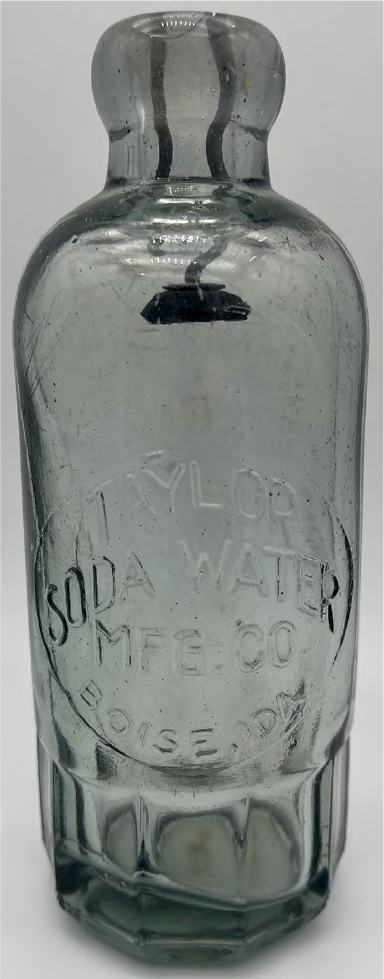 TAYLOR
SODA WATER
MFG. CO
BOISE, IDA